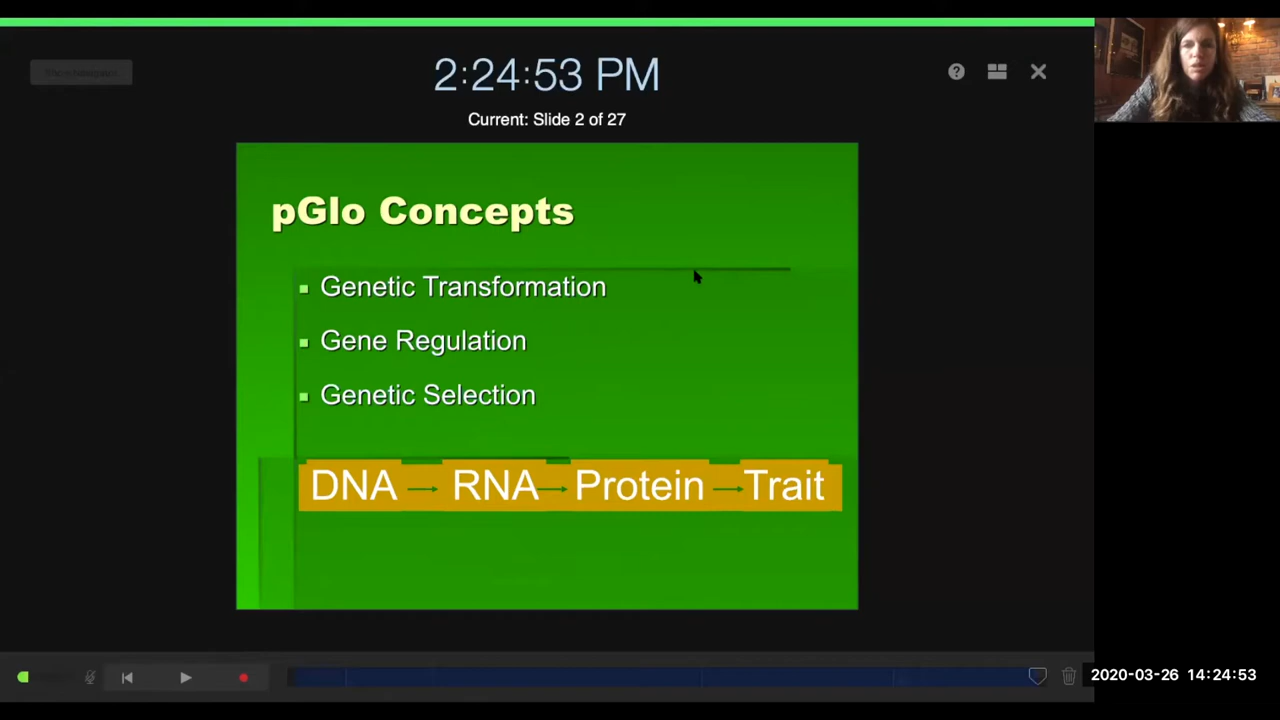 2:24:53 PM
Current: Slide 2 of 27
pGlo Concepts
Genetic Transformation
Gene Regulation
Genetic Selection
DNA → RNA → Protein → Trait
2020-03-26 14:24:53